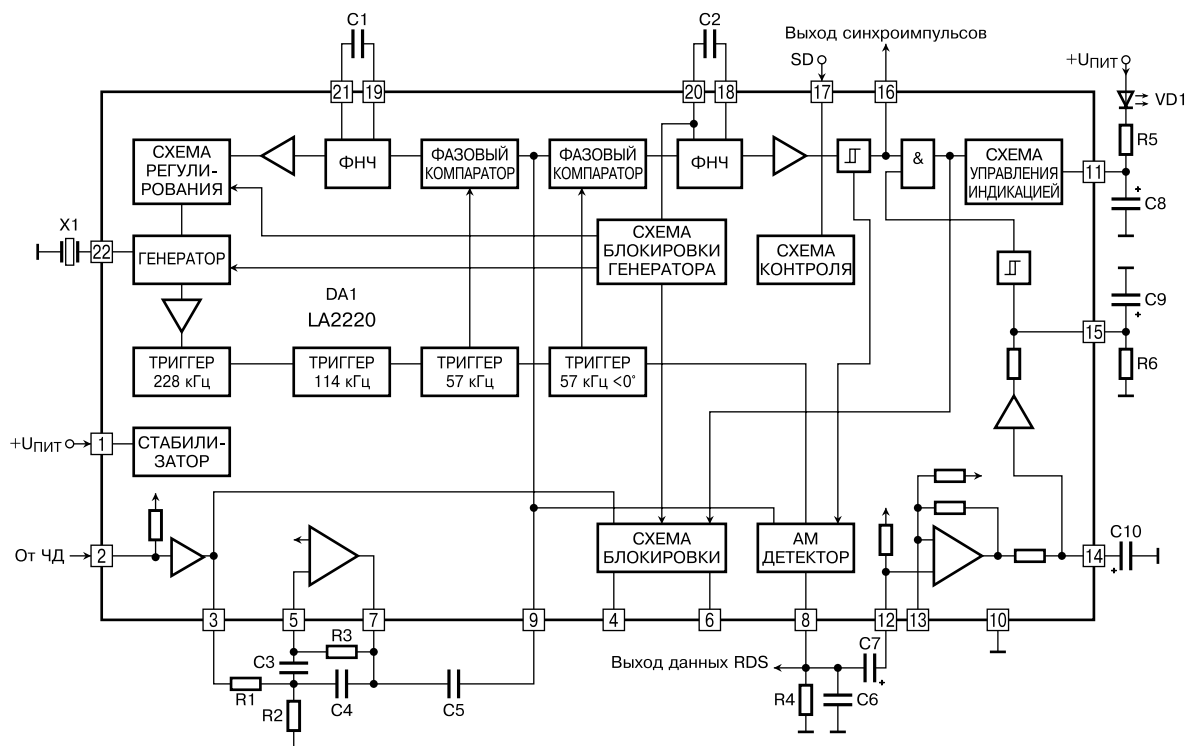 C1
C2
Выход синхроимпульсов
SD
+Uпит
VD1
R5
21
19
20
18
17
16
СХЕМА
РЕГУЛИ-
РОВАНИЯ
ФНЧ
ФАЗОВЫЙ
КОМПАРАТОР
ФАЗОВЫЙ
КОМПАРАТОР
ФНЧ
&
СХЕМА
УПРАВЛЕНИЯ
ИНДИКАЦИЕЙ
11
C8
X1
22
ГЕНЕРАТОР
СХЕМА
БЛОКИРОВКИ
ГЕНЕРАТОРА
СХЕМА
КОНТРОЛЯ
DA1
LA2220
C9
15
R6
ТРИГГЕР
228 кГц
ТРИГГЕР
114 кГц
ТРИГГЕР
57 кГц
ТРИГГЕР
57 кГц <0°
+Uпит
1
СТАБИЛИ-
ЗАТОР
От ЧД
2
СХЕМА
БЛОКИРОВКИ
АМ
ДЕТЕКТОР
14
C10
3
5
7
9
4
6
8
12
13
10
R3
C3
R1
R2
C4
C5
Выход данных RDS
C7
R4
C6